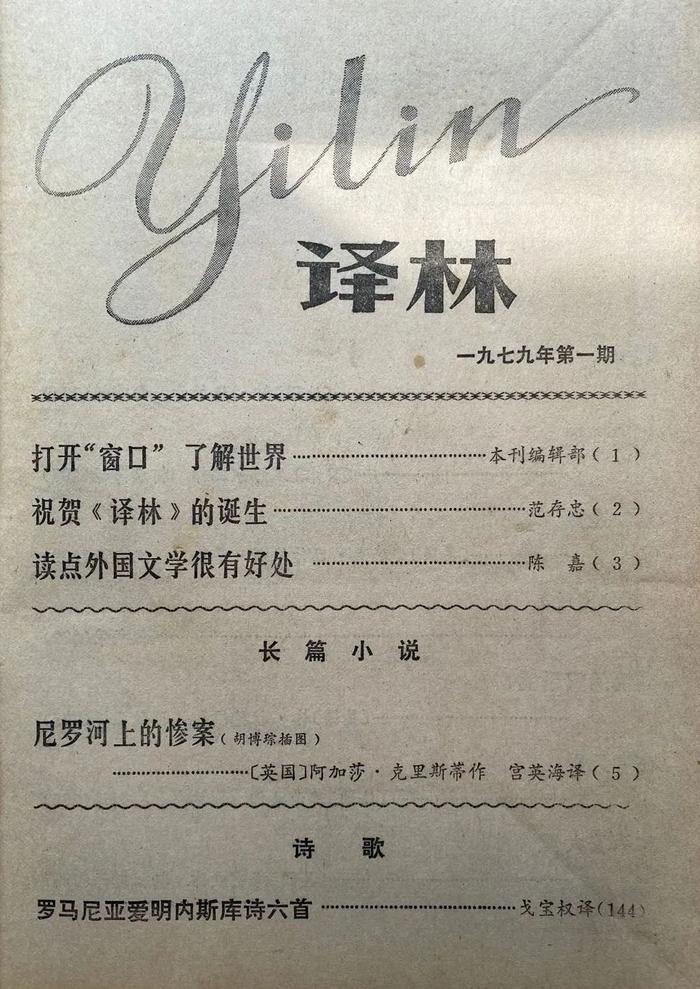 Yilin
译林
一九七九年第一期
打开“窗口” 了解世界……………………本刊编辑部（1）
祝贺《译林》的诞生……………………………范存忠（2）
读点外国文学很有好处…………………………陈 嘉（3）
长篇小说
尼罗河上的惨案（胡博琮插图）
………………〔英国〕阿加莎·克里斯蒂作 宫英海译（5）
诗歌
罗马尼亚爱明内斯库诗六首……………………戈宝权译（144）